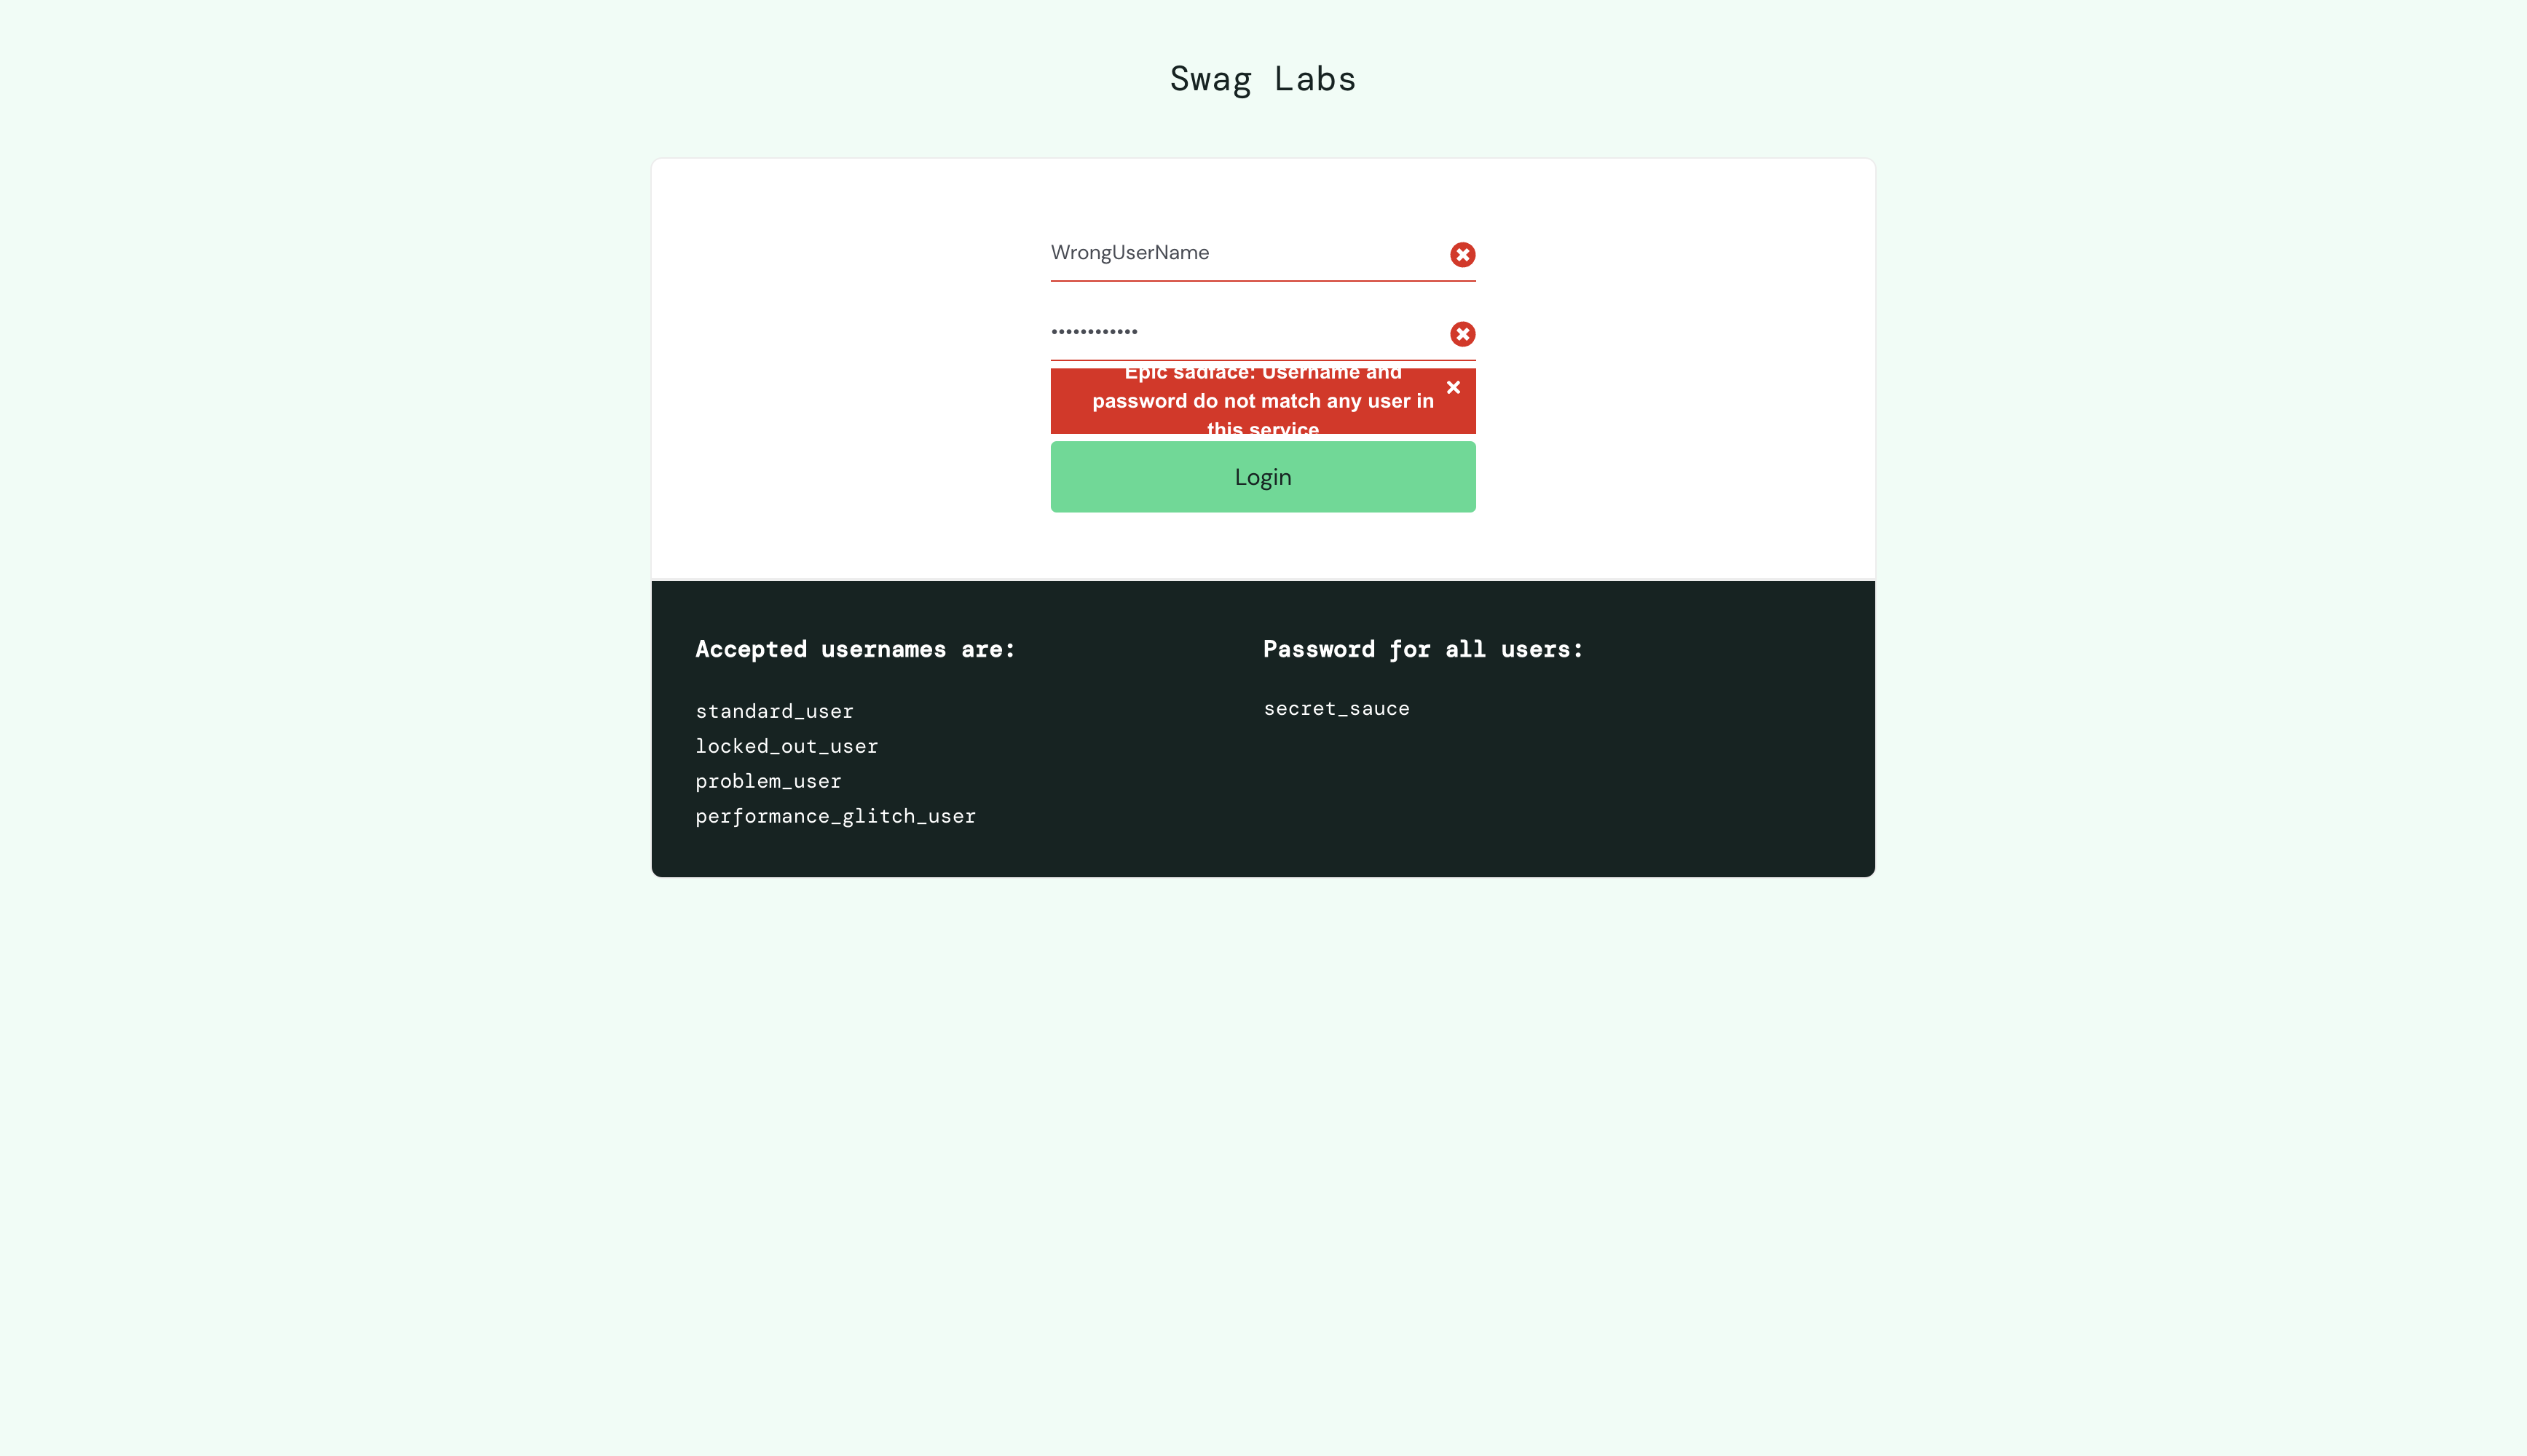 Swag Labs
WrongUserName
••••••••••••
Epic sadface: Username and
password do not match any user in
this service
Login
Accepted usernames are:
Password for all users:
standard_user
locked_out_user
problem_user
performance_glitch_user
secret_sauce